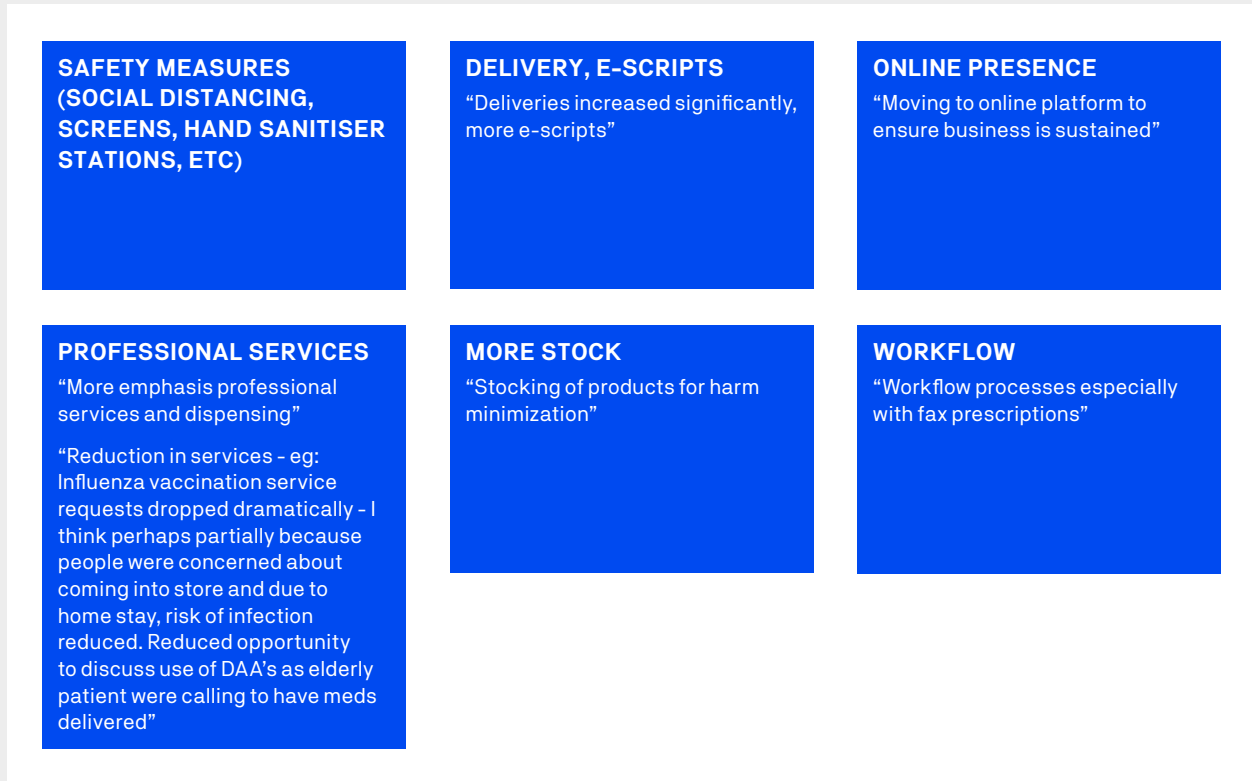 SAFETY MEASURES
(SOCIAL DISTANCING,
SCREENS, HAND SANITISER
STATIONS, ETC)
DELIVERY, E-SCRIPTS
“Deliveries increased significantly,
more e-scripts”
ONLINE PRESENCE
“Moving to online platform to
ensure business is sustained”
PROFESSIONAL SERVICES
“More emphasis professional
services and dispensing”
“Reduction in services - eg:
Influenza vaccination service
requests dropped dramatically - I
think perhaps partially because
people were concerned about
coming into store and due to
home stay, risk of infection
reduced. Reduced opportunity
to discuss use of DAA’s as elderly
patient were calling to have meds
delivered”
MORE STOCK
“Stocking of products for harm
minimization”
WORKFLOW
“Workflow processes especially
with fax prescriptions”